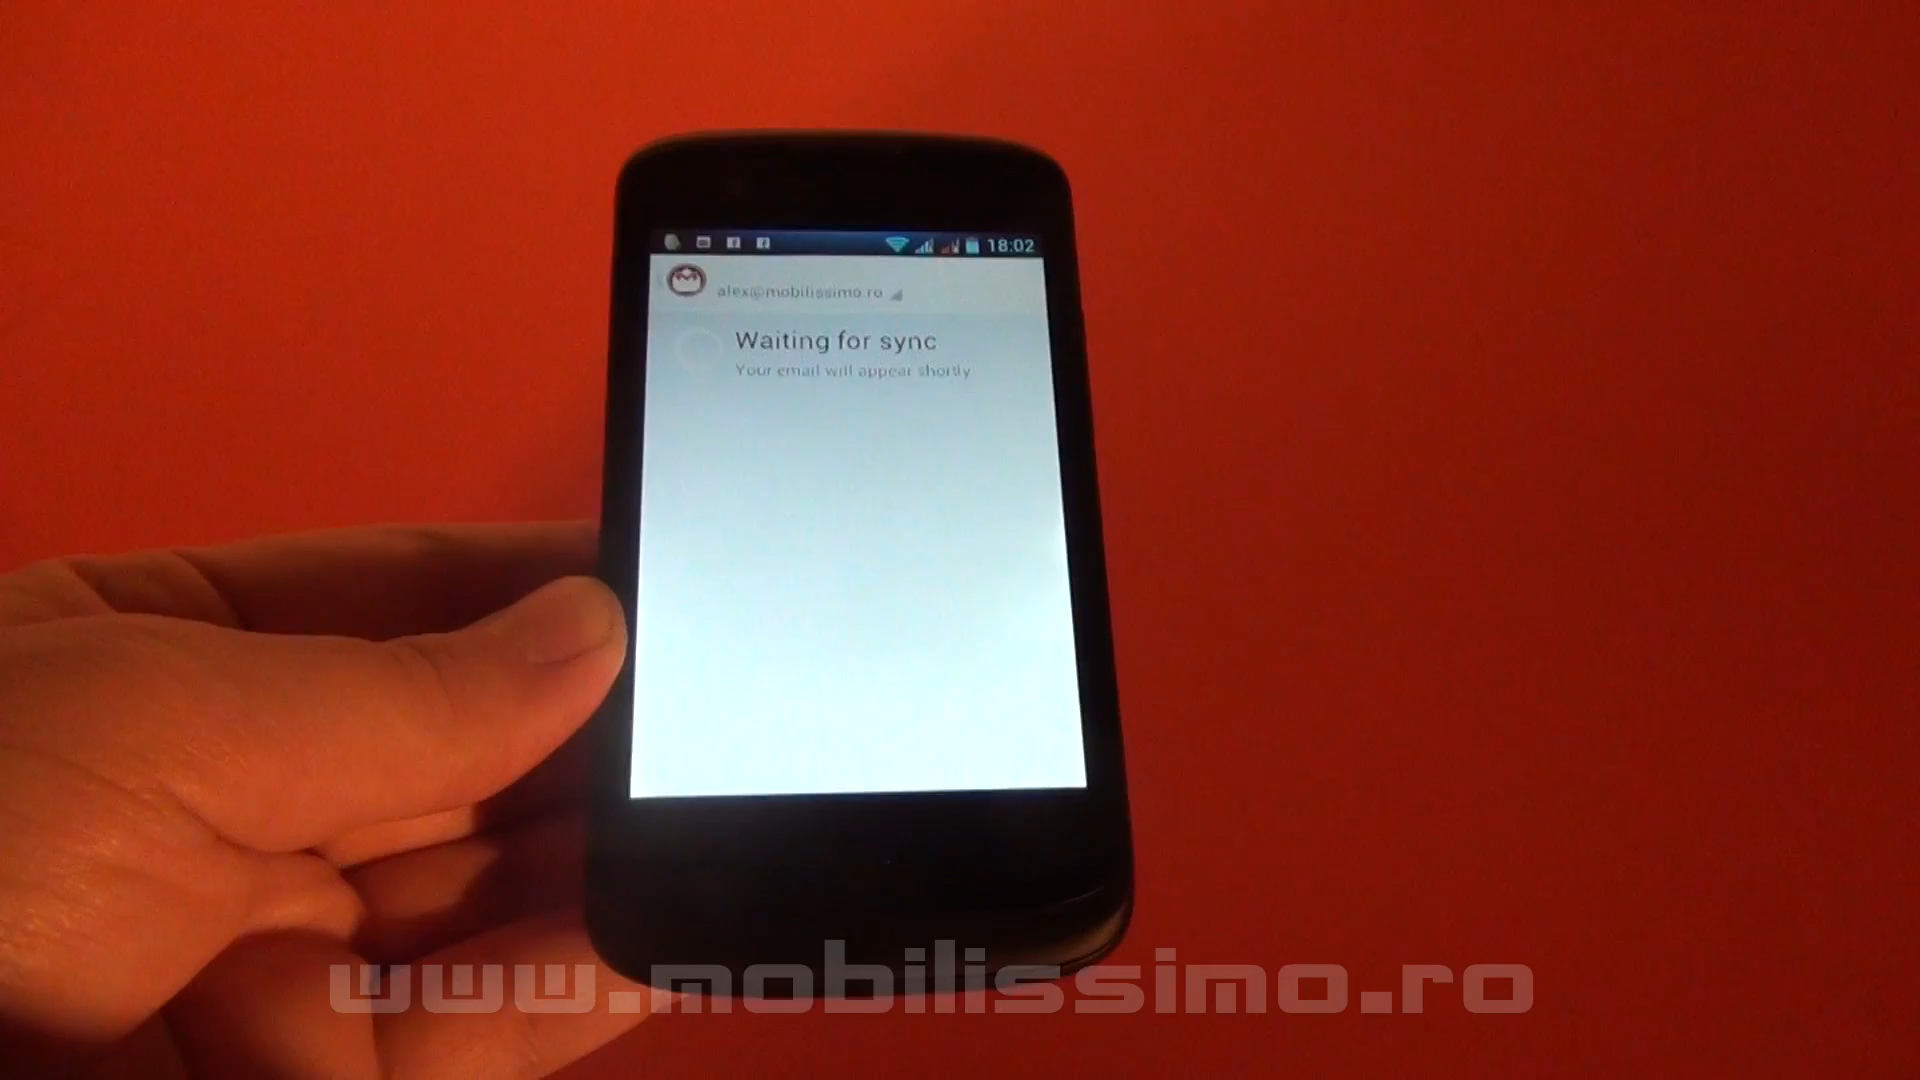 18:02
alex@mobilissimo.ro
Waiting for sync
Your email will appear shortly
www.mobilissimo.ro